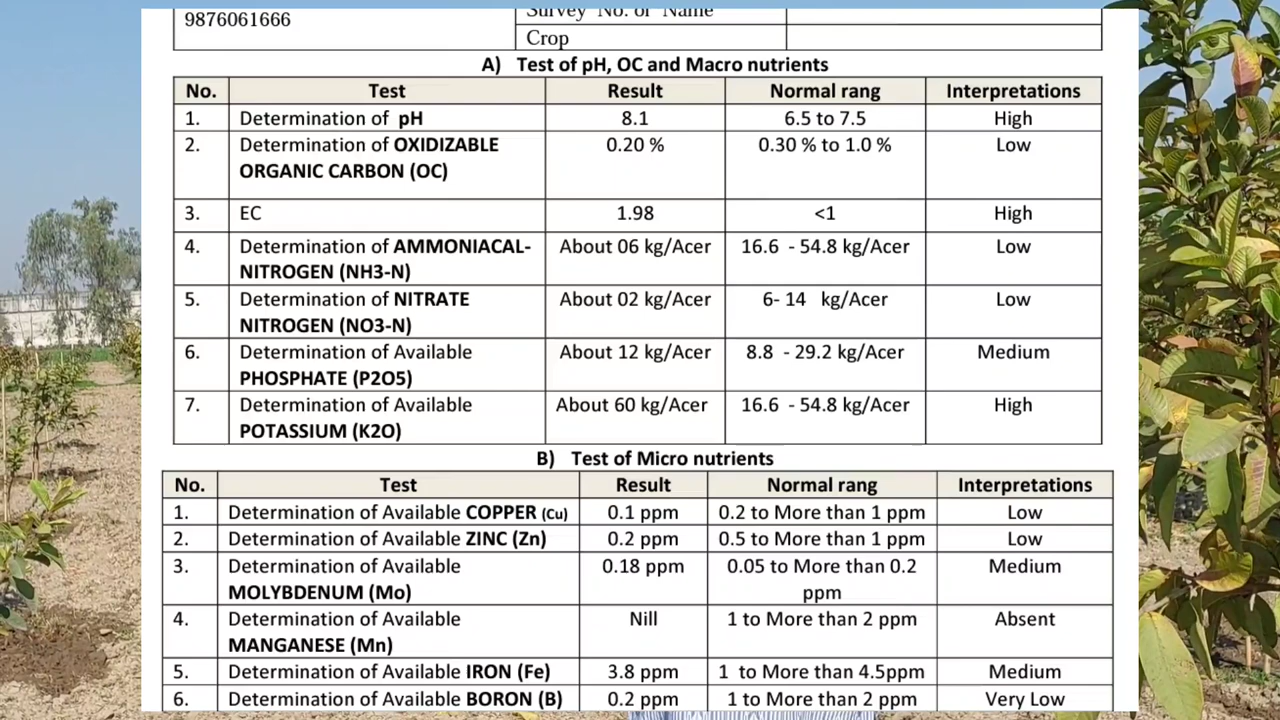 9876061666
Survey No. or Name
Crop
A) Test of pH, OC and Macro nutrients
No. Test Result Normal rang Interpretations
1. Determination of pH 8.1 6.5 to 7.5 High
2. Determination of OXIDIZABLE 0.20 % 0.30 % to 1.0 % Low
ORGANIC CARBON (OC)
3. EC 1.98 <1 High
4. Determination of AMMONIACAL- About 06 kg/Acer 16.6 - 54.8 kg/Acer Low
NITROGEN (NH3-N)
5. Determination of NITRATE About 02 kg/Acer 6- 14 kg/Acer Low
NITROGEN (NO3-N)
6. Determination of Available About 12 kg/Acer 8.8 - 29.2 kg/Acer Medium
PHOSPHATE (P2O5)
7. Determination of Available About 60 kg/Acer 16.6 - 54.8 kg/Acer High
POTASSIUM (K2O)
B) Test of Micro nutrients
No. Test Result Normal rang Interpretations
1. Determination of Available COPPER (Cu) 0.1 ppm 0.2 to More than 1 ppm Low
2. Determination of Available ZINC (Zn) 0.2 ppm 0.5 to More than 1 ppm Low
3. Determination of Available 0.18 ppm 0.05 to More than 0.2 Medium
MOLYBDENUM (Mo) ppm
4. Determination of Available Nill 1 to More than 2 ppm Absent
MANGANESE (Mn)
5. Determination of Available IRON (Fe) 3.8 ppm 1 to More than 4.5ppm Medium
6. Determination of Available BORON (B) 0.2 ppm 1 to More than 2 ppm Very Low